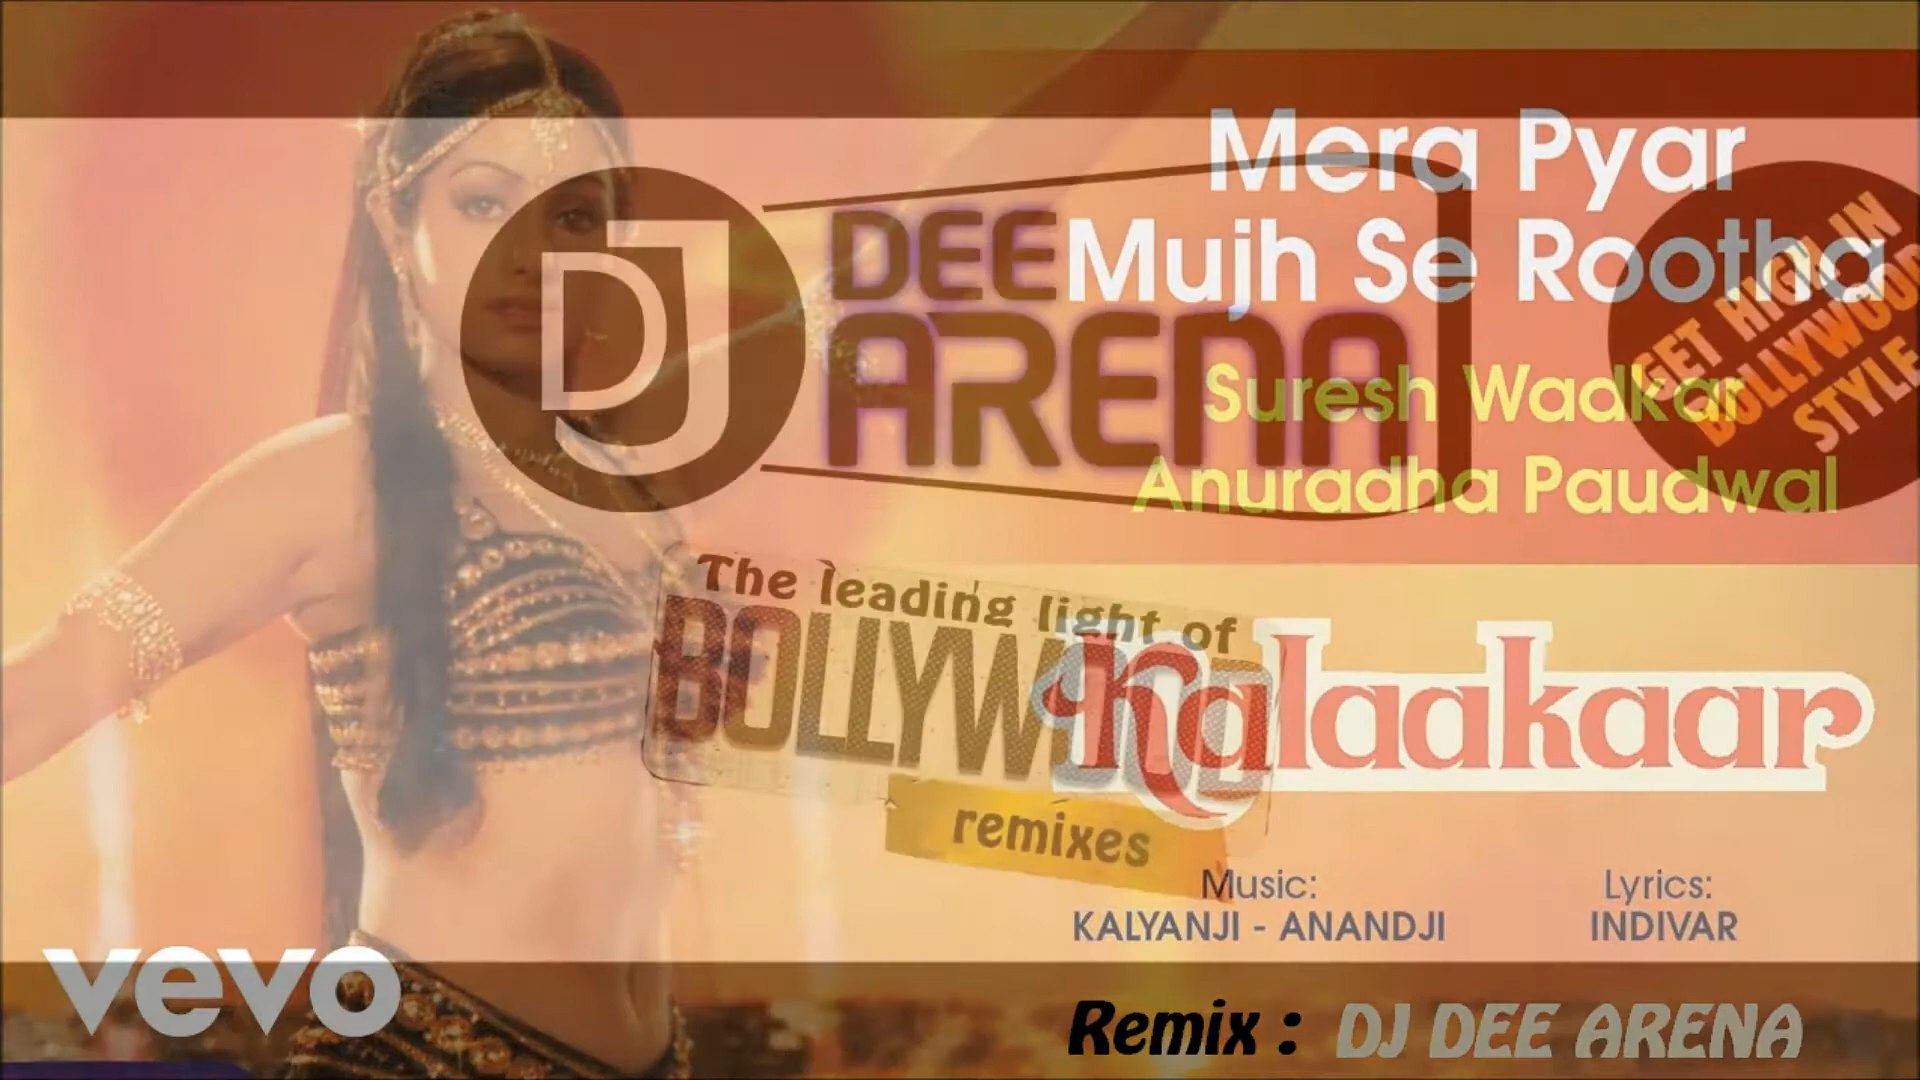 Mera Pyar
Mujh Se Rootha
DJ
DEE
ARENA
GET HIGH IN
BOLLYWOOD
STYLE
Suresh Wadkar
Anuradha Paudwal
The leading light of
BOLLYWOOD
remixes
Kalaakaar
Music:
KALYANJI - ANANDJI
Lyrics:
INDIVAR
vevo
Remix : DJ DEE ARENA